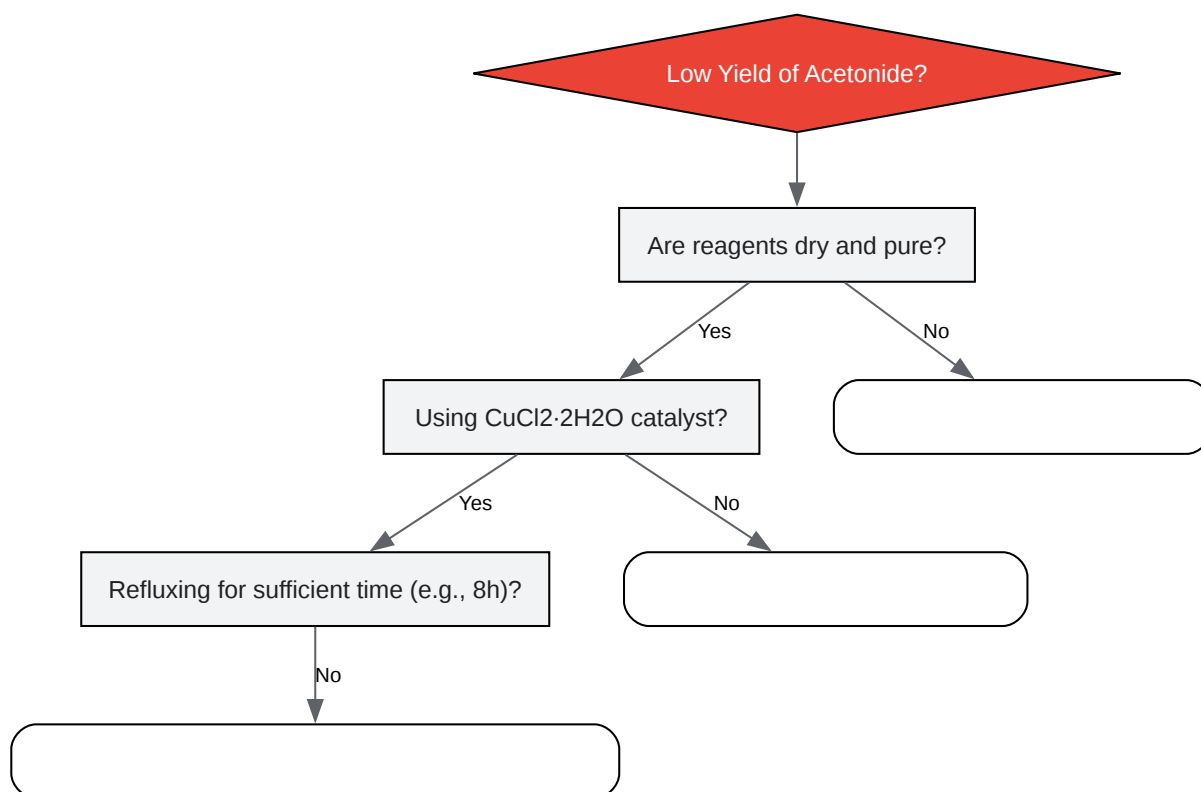 Low Yield of Acetonide?
Are reagents dry and pure?
Yes
No
Using CuCl2·2H2O catalyst?
Yes
No
Refluxing for sufficient time (e.g., 8h)?
No